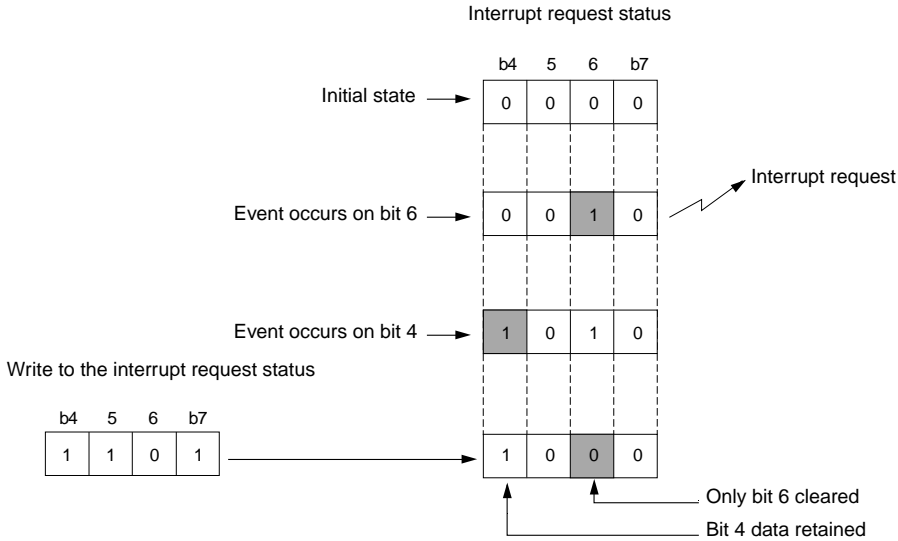 Interrupt request status
b4 5 6 b7
Initial state 0 0 0 0
Interrupt request
Event occurs on bit 6 0 0 1 0
Event occurs on bit 4 1 0 1 0
Write to the interrupt request status
b4 5 6 b7
1 1 0 1 1 0 0 0
Only bit 6 cleared
Bit 4 data retained